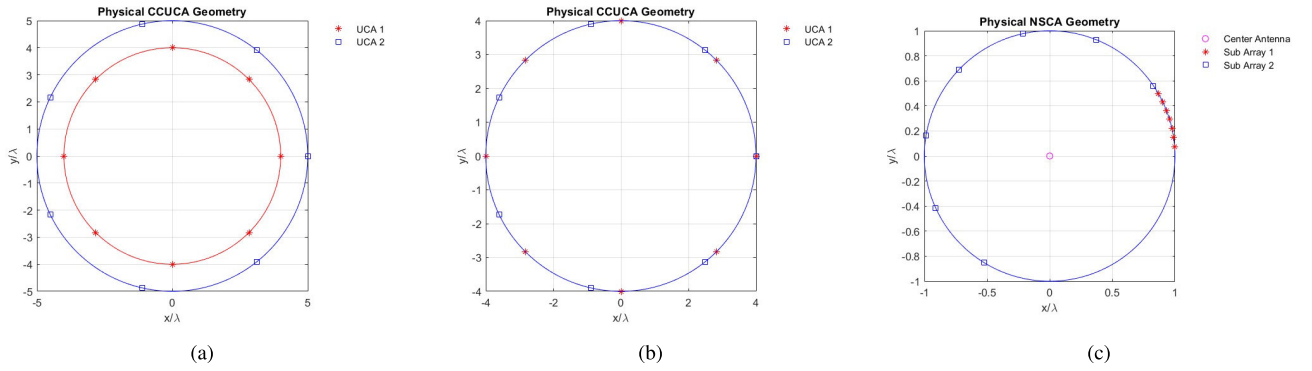 Physical CCUCA Geometry
5
4
3
2
1
0
-1
-2
-3
-4
-5
-5
0
5
y/λ
x/λ
UCA 1
UCA 2
(a)
Physical CCUCA Geometry
4
3
2
1
0
-1
-2
-3
-4
-4
-2
0
2
4
y/λ
x/λ
UCA 1
UCA 2
(b)
Physical NSCA Geometry
1
0.8
0.6
0.4
0.2
0
-0.2
-0.4
-0.6
-0.8
-1
-1
-0.5
0
0.5
1
y/λ
x/λ
Center Antenna
Sub Array 1
Sub Array 2
(c)